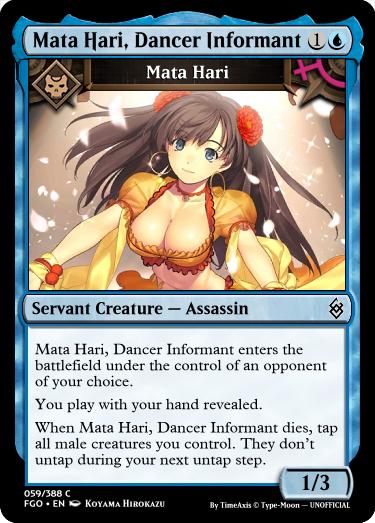 Mata Hari, Dancer Informant 1
Mata Hari
Servant Creature — Assassin
Mata Hari, Dancer Informant enters the
battlefield under the control of an opponent
of your choice.
You play with your hand revealed.
When Mata Hari, Dancer Informant dies, tap
all male creatures you control. They don't
untap during your next untap step.
1/3
059/388 C
FGO • EN Koyama Hirokazu
By TimeAxis © Type-Moon — UNOFFICIAL